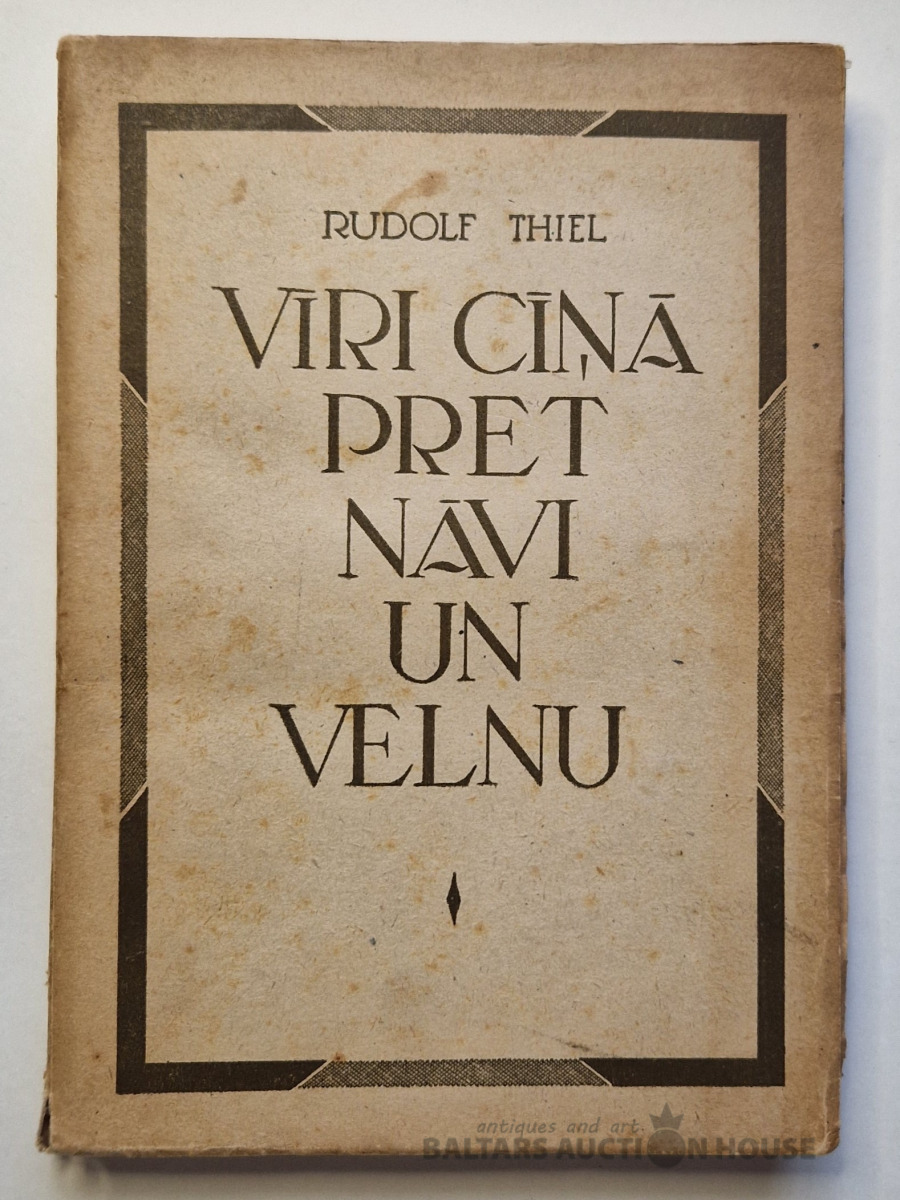 RUDOLF THIEL
VĪRI CĪŅĀ
PRET
NĀVI
UN
VELNU
antiques and art
BALTARS AUCTION HOUSE